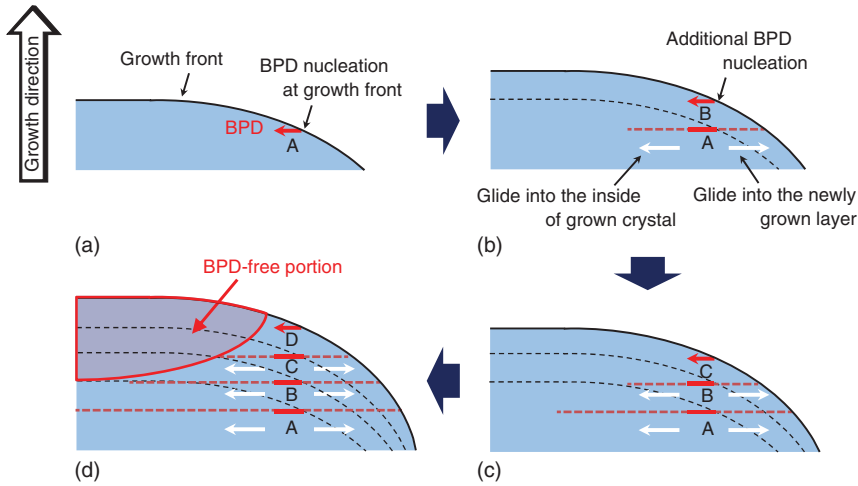 Growth direction
Growth front
BPD nucleation
at growth front
BPD
A
(a)
Additional BPD
nucleation
B
A
Glide into the inside
of grown crystal
Glide into the newly
grown layer
(b)
BPD-free portion
D
C
B
A
(d)
C
B
A
(c)